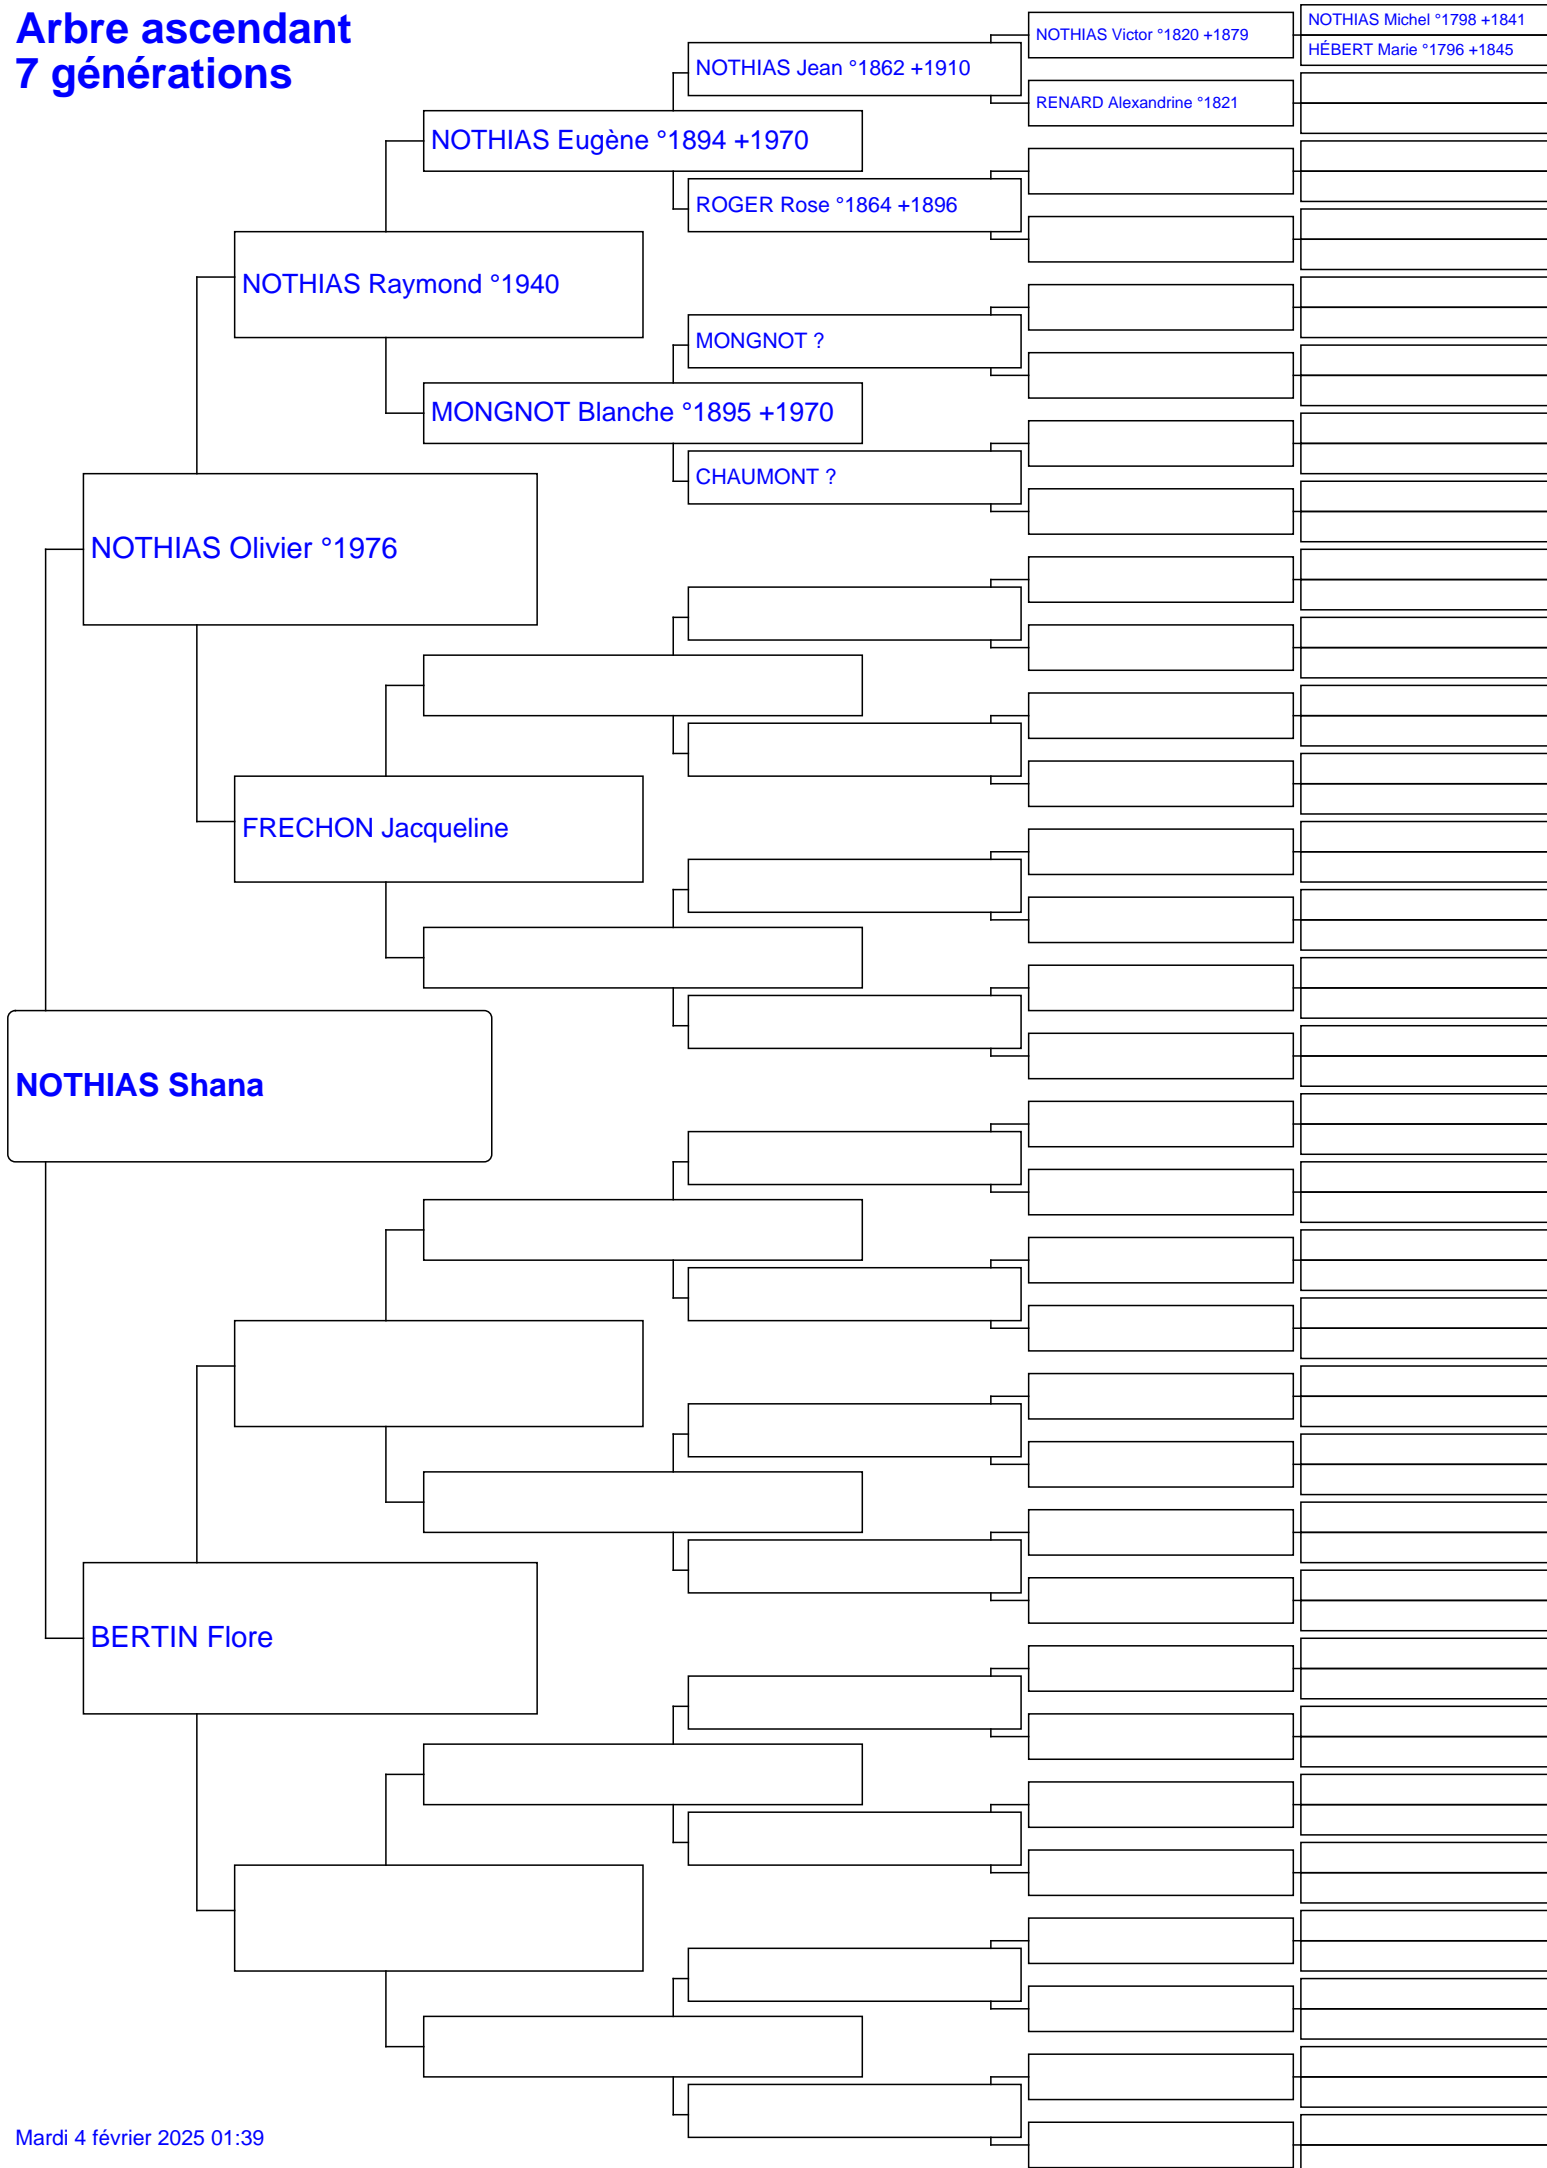 Arbre ascendant
7 générations
NOTHIAS Michel °1798 +1841
NOTHIAS Victor °1820 +1879
HÉBERT Marie °1796 +1845
NOTHIAS Jean °1862 +1910
RENARD Alexandrine °1821
NOTHIAS Eugène °1894 +1970
ROGER Rose °1864 +1896
NOTHIAS Raymond °1940
MONGNOT ?
MONGNOT Blanche °1895 +1970
CHAUMONT ?
NOTHIAS Olivier °1976
FRECHON Jacqueline
NOTHIAS Shana
BERTIN Flore
Mardi 4 février 2025 01:39